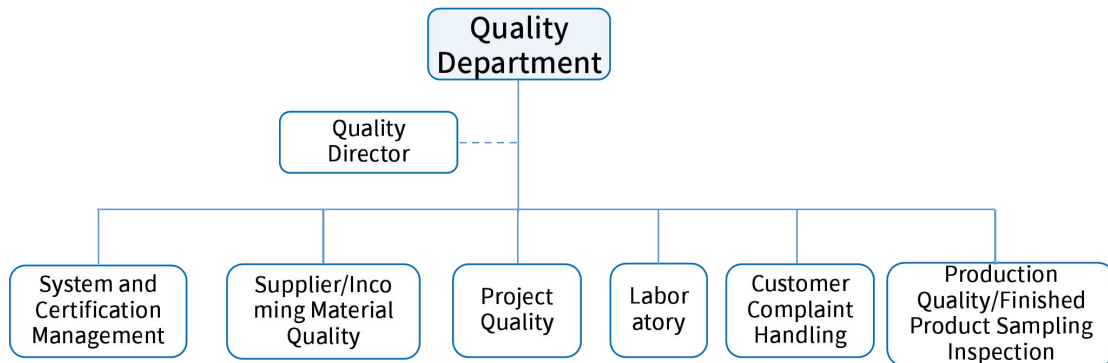 Quality
Department
Quality
Director
System and
Certification
Management
Supplier/Inco
ming Material
Quality
Project
Quality
Labor
atory
Customer
Complaint
Handling
Production
Quality/Finished
Product Sampling
Inspection